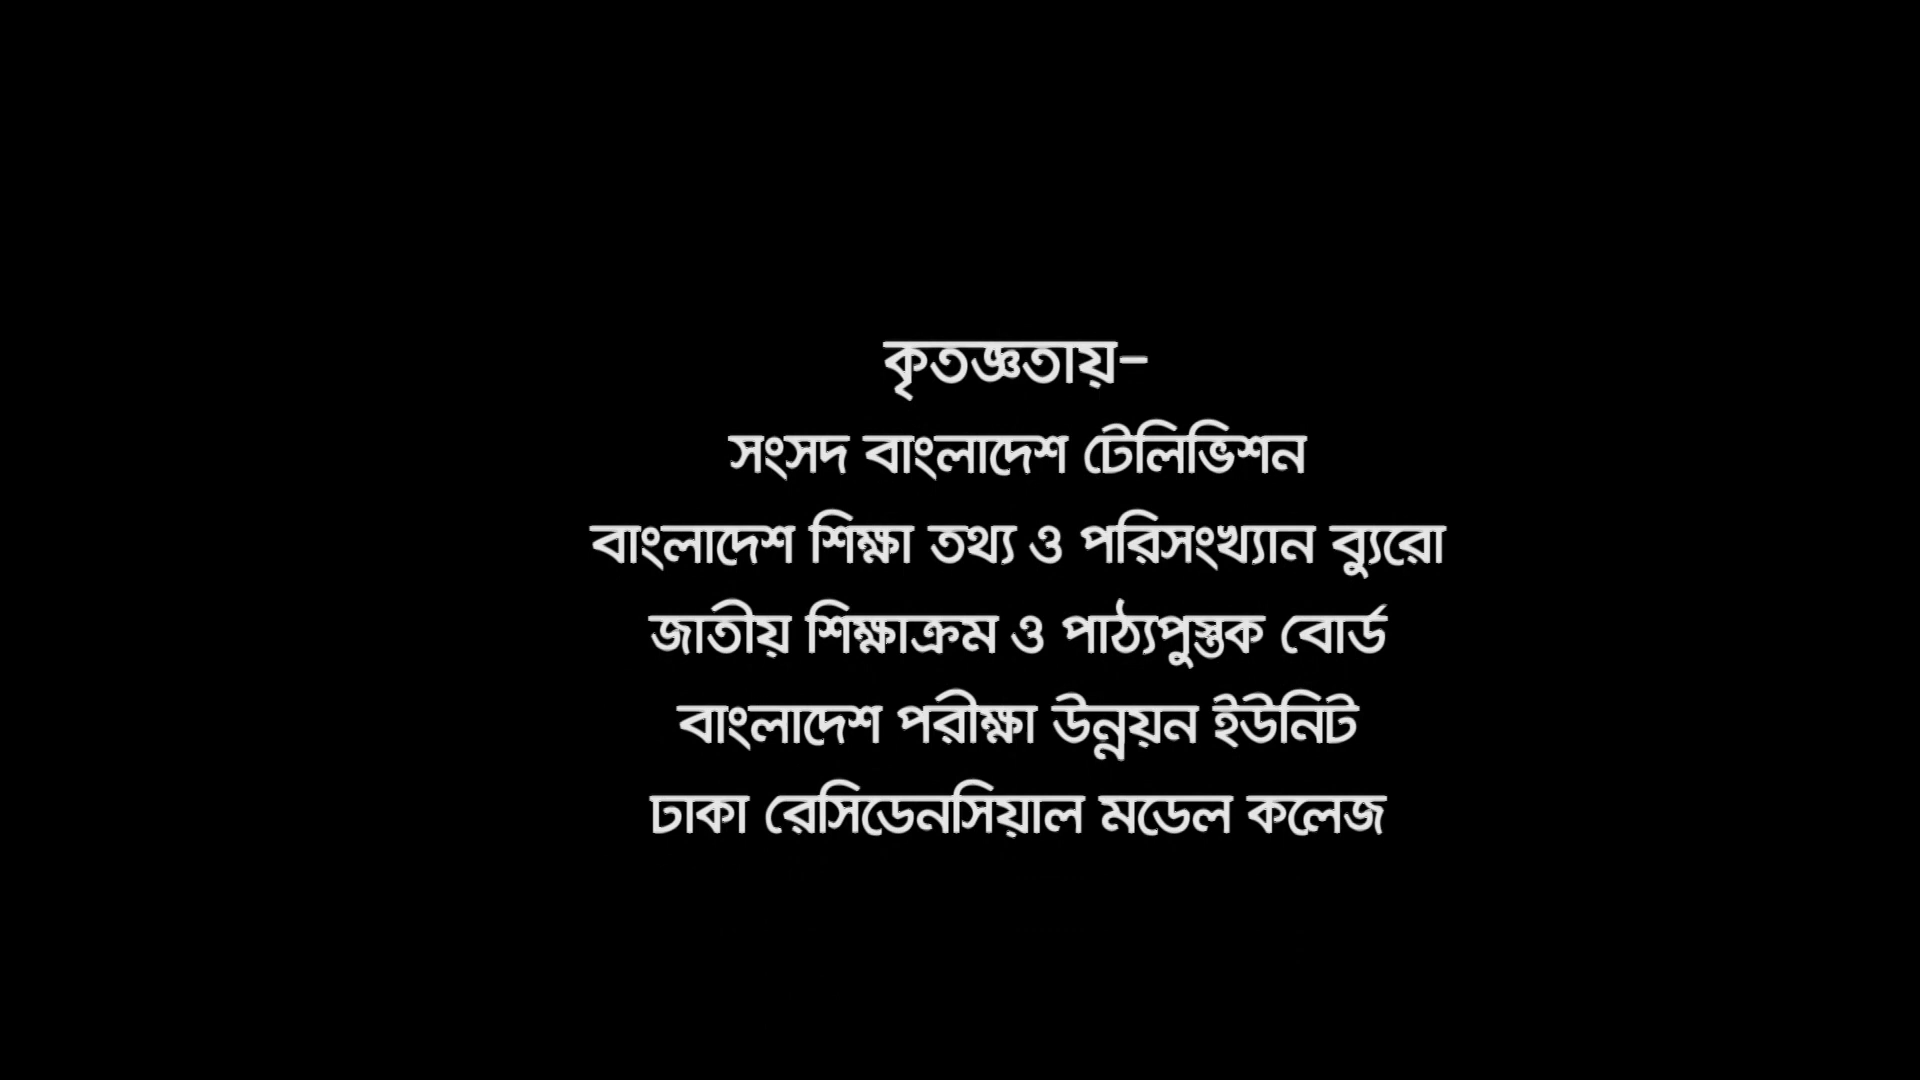 কৃতজ্ঞতায়-
সংসদ বাংলাদেশ টেলিভিশন
বাংলাদেশ শিক্ষা তথ্য ও পরিসংখ্যান ব্যুরো
জাতীয় শিক্ষাক্রম ও পাঠ্যপুস্তক বোর্ড
বাংলাদেশ পরীক্ষা উন্নয়ন ইউনিট
ঢাকা রেসিডেনসিয়াল মডেল কলেজ